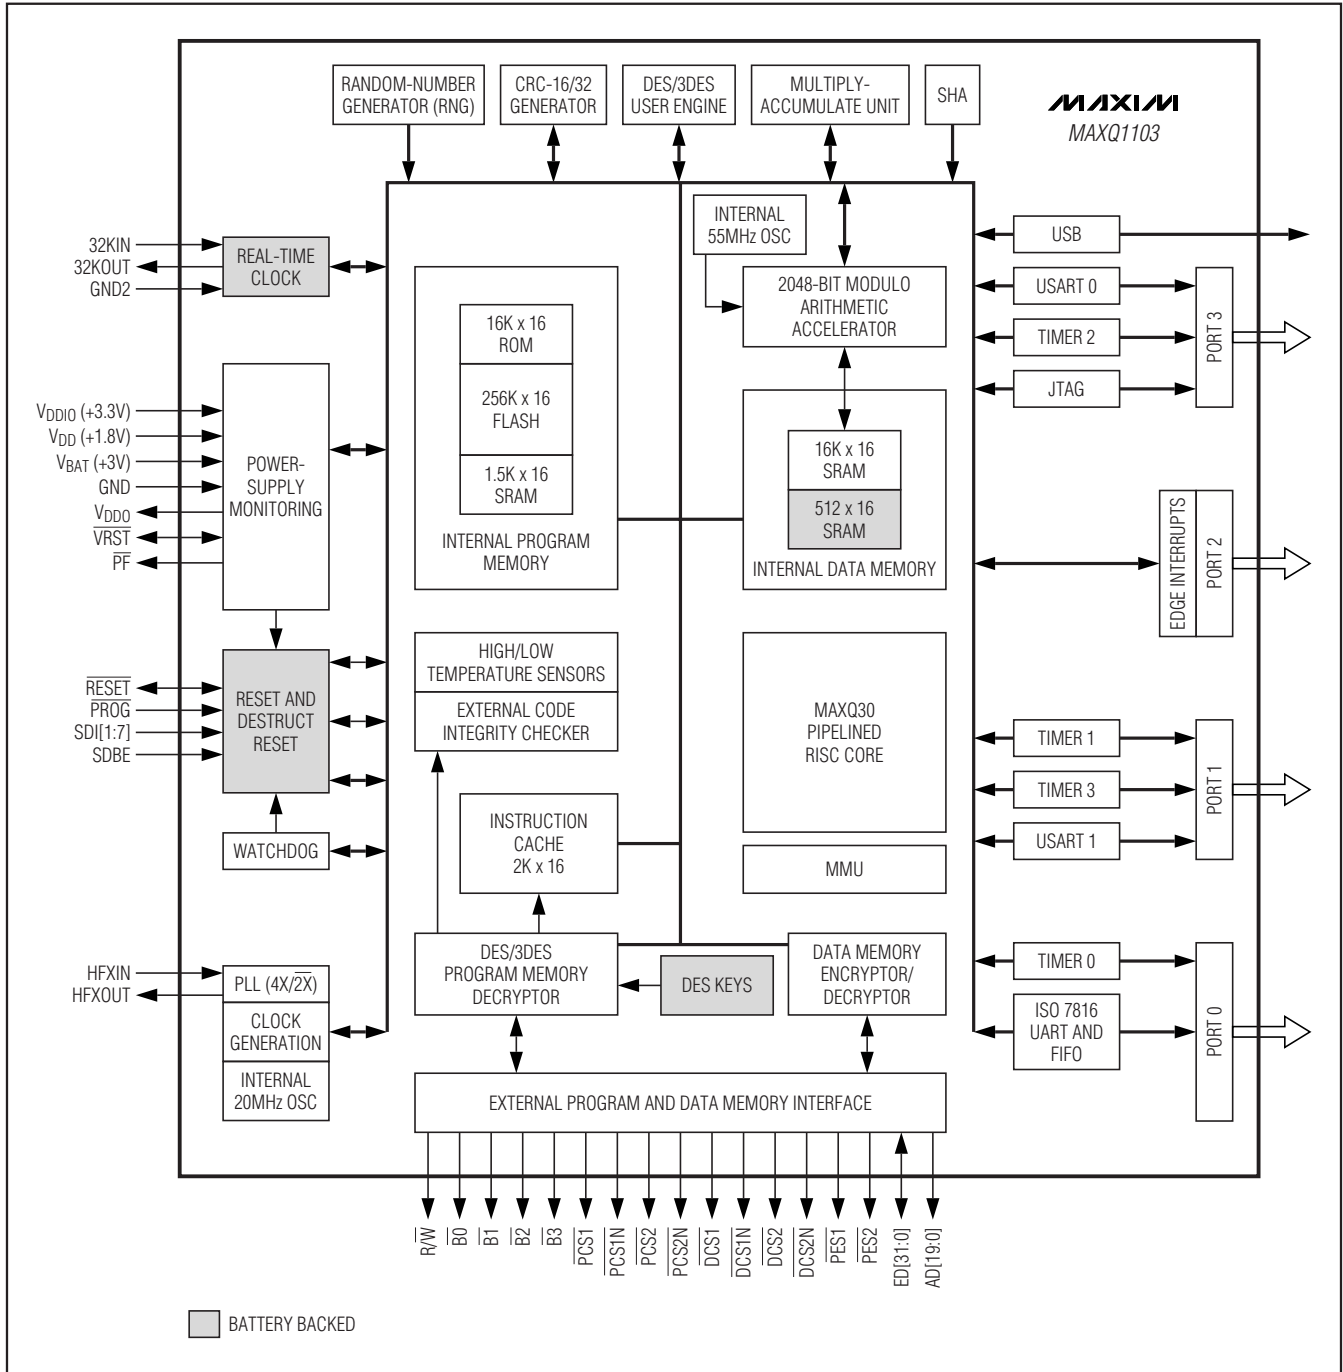 RANDOM-NUMBER
GENERATOR (RNG)
CRC-16/32
GENERATOR
DES/3DES
USER ENGINE
MULTIPLY-
ACCUMULATE UNIT
SHA
MAXIM
MAXQ1103
32KIN
32KOUT
GND2
REAL-TIME
CLOCK
INTERNAL
55MHz OSC
2048-BIT MODULO
ARITHMETIC
ACCELERATOR
USB
USART 0
TIMER 2
JTAG
PORT 3
16K x 16
ROM
256K x 16
FLASH
1.5K x 16
SRAM
INTERNAL PROGRAM
MEMORY
16K x 16
SRAM
512 x 16
SRAM
INTERNAL DATA MEMORY
VDDIO (+3.3V)
VDD (+1.8V)
VBAT (+3V)
GND
VDDO
VRST
PF
POWER-
SUPPLY
MONITORING
EDGE INTERRUPTS
PORT 2
RESET
PROG
SDI[1:7]
SDBE
RESET AND
DESTRUCT
RESET
WATCHDOG
HIGH/LOW
TEMPERATURE SENSORS
EXTERNAL CODE
INTEGRITY CHECKER
MAXQ30
PIPELINED
RISC CORE
MMU
TIMER 1
TIMER 3
USART 1
PORT 1
INSTRUCTION
CACHE
2K x 16
HFXIN
HFXOUT
PLL (4X/2X)
CLOCK
GENERATION
INTERNAL
20MHz OSC
DES/3DES
PROGRAM MEMORY
DECRYPTOR
DES KEYS
DATA MEMORY
ENCRYPTOR/
DECRYPTOR
TIMER 0
ISO 7816
UART AND
FIFO
PORT 0
EXTERNAL PROGRAM AND DATA MEMORY INTERFACE
R/W
B0
B1
B2
B3
PCS1
PCS1N
PCS2
PCS2N
DCS1
DCS1N
DCS2
DCS2N
PES1
PES2
ED[31:0]
AD[19:0]
BATTERY BACKED